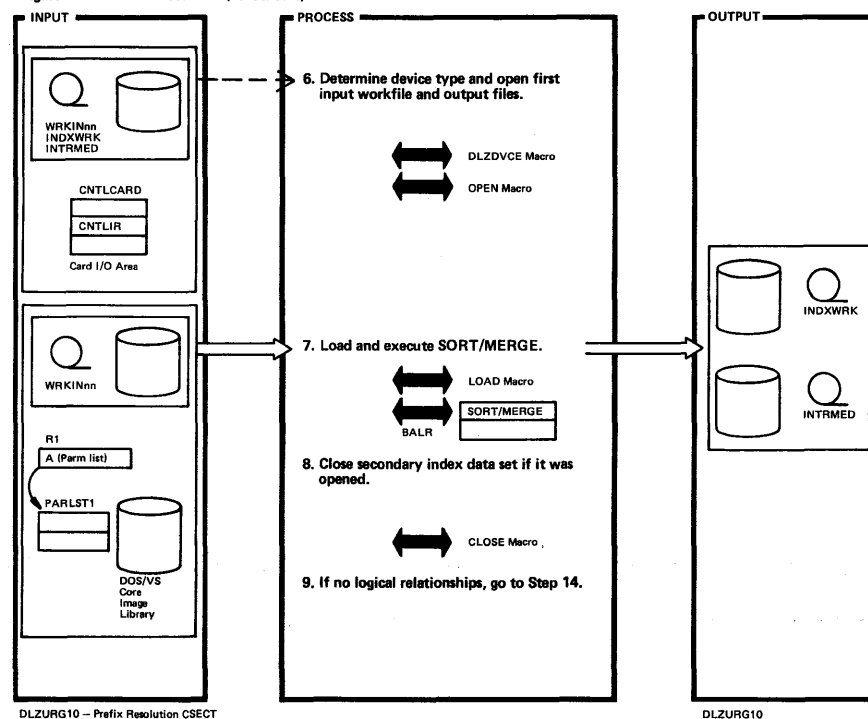 INPUT
WRKINnn
INDXWRK
INTRMED
CNTLCARD
CNTLIR
Card I/O Area
WRKINnn
R1
A (Parm list)
PARLST1
DOS/VS
Core
Image
Library
PROCESS
6. Determine device type and open first
input workfile and output files.
DLZDVCE Macro
OPEN Macro
7. Load and execute SORT/MERGE.
LOAD Macro
SORT/MERGE
BALR
8. Close secondary index data set if it was
opened.
CLOSE Macro
9. If no logical relationships, go to Step 14.
OUTPUT
INDXWRK
INTRMED
DLZURG10 – Prefix Resolution CSECT
DLZURG10